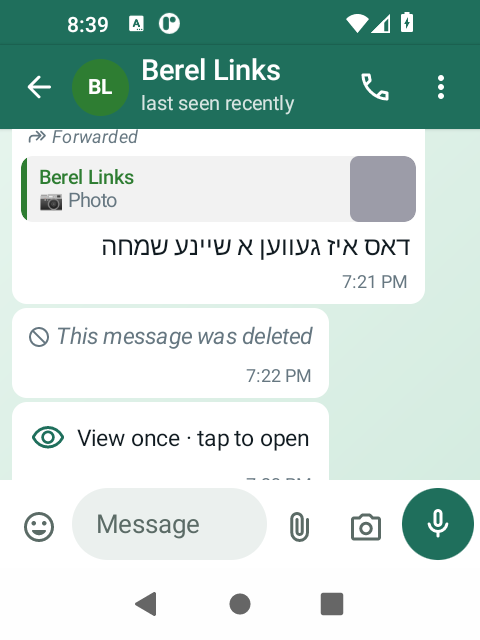 8:39
A
BL
Berel Links
last seen recently
Forwarded
Berel Links
📷 Photo
דאס איז געווען א שיינע שמחה
7:21 PM
This message was deleted
7:22 PM
View once · tap to open
Message